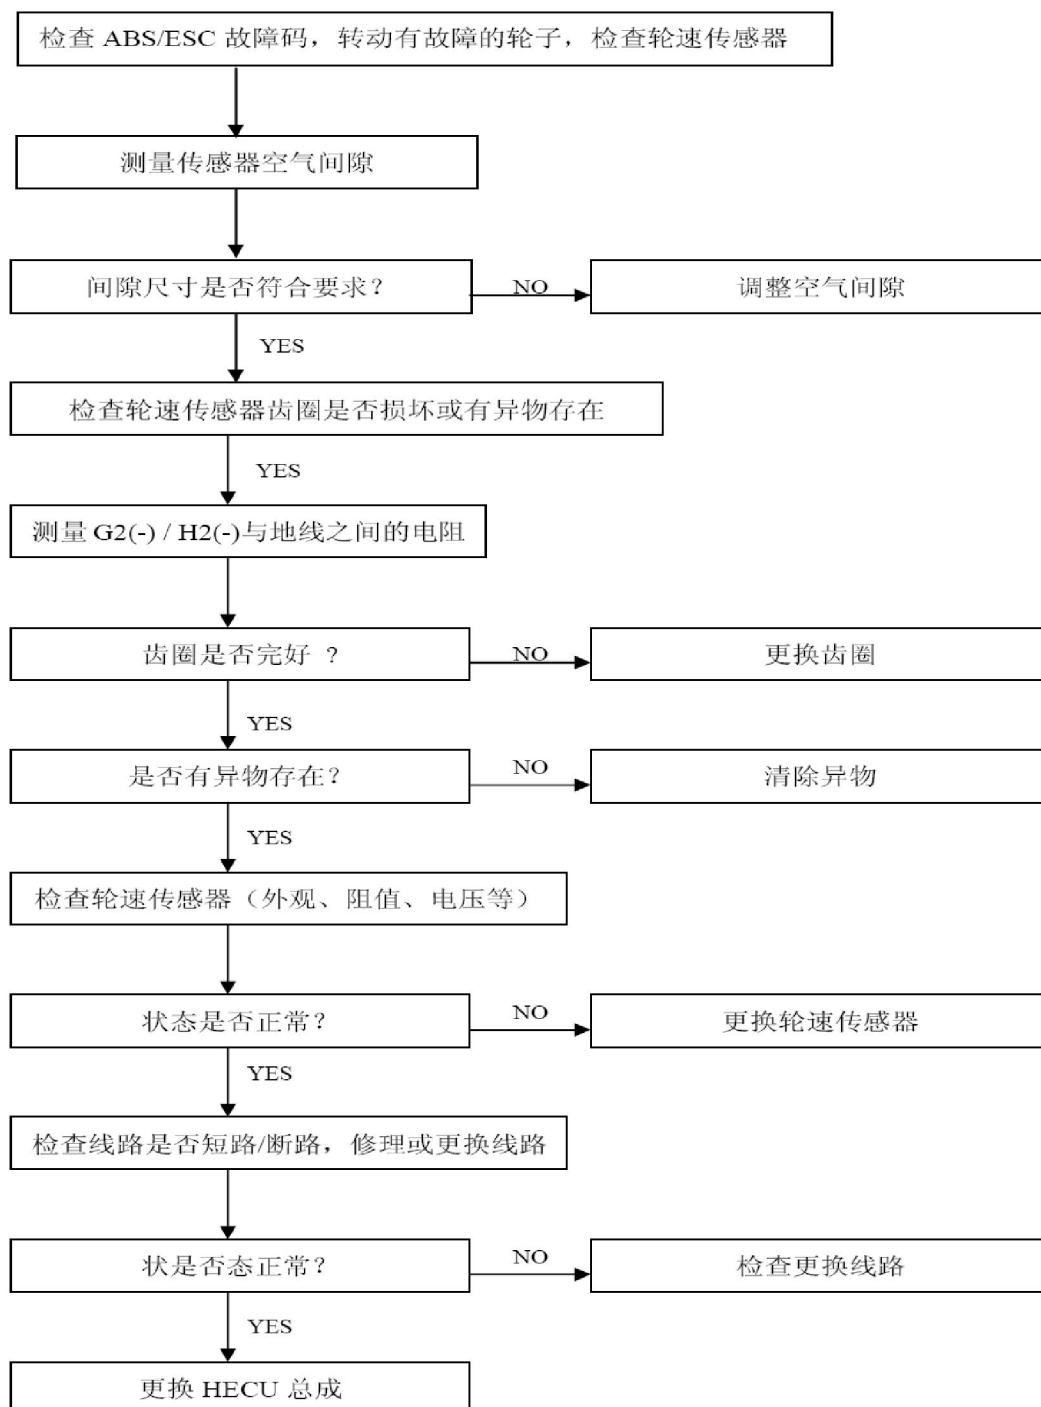 检查 ABS/ESC 故障码，转动有故障的轮子，检查轮速传感器
测量传感器空气间隙
间隙尺寸是否符合要求？
NO
调整空气间隙
YES
检查轮速传感器齿圈是否损坏或有异物存在
YES
测量 G2(-) / H2(-)与地线之间的电阻
齿圈是否完好 ？
NO
更换齿圈
YES
是否有异物存在？
NO
清除异物
YES
检查轮速传感器（外观、阻值、电压等）
状态是否正常？
NO
更换轮速传感器
YES
检查线路是否短路/断路，修理或更换线路
状是否态正常？
NO
检查更换线路
YES
更换 HECU 总成